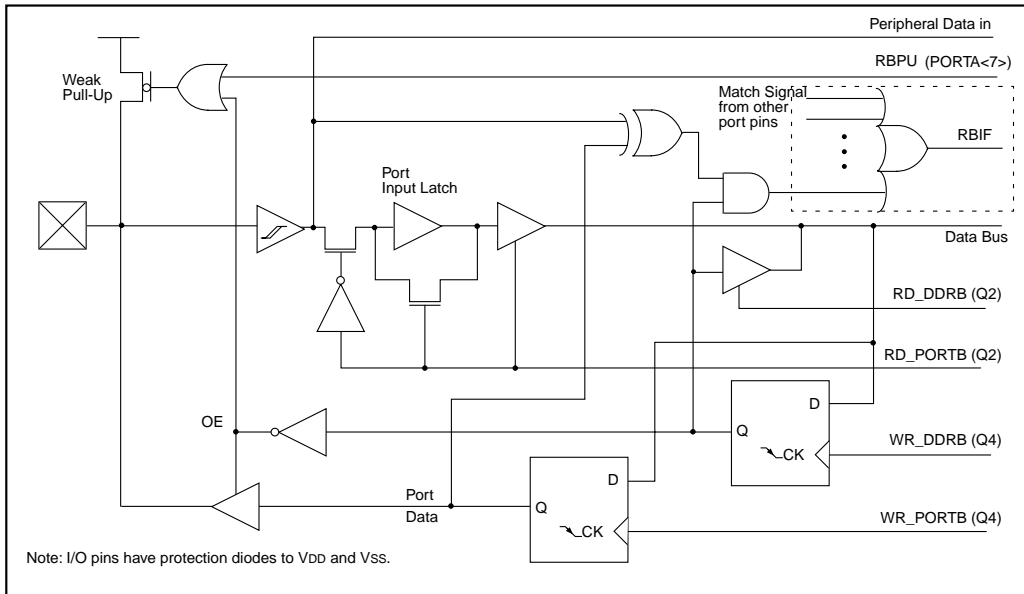 Peripheral Data in
RBPU (PORTA<7>)
Weak
Pull-Up
Match Signal
from other
port pins
RBIF
Port
Input Latch
Data Bus
RD_DDRB (Q2)
RD_PORTB (Q2)
OE
D
Q
CK
WR_DDRB (Q4)
Port
Data
D
Q
CK
WR_PORTB (Q4)
Note: I/O pins have protection diodes to VDD and VSS.